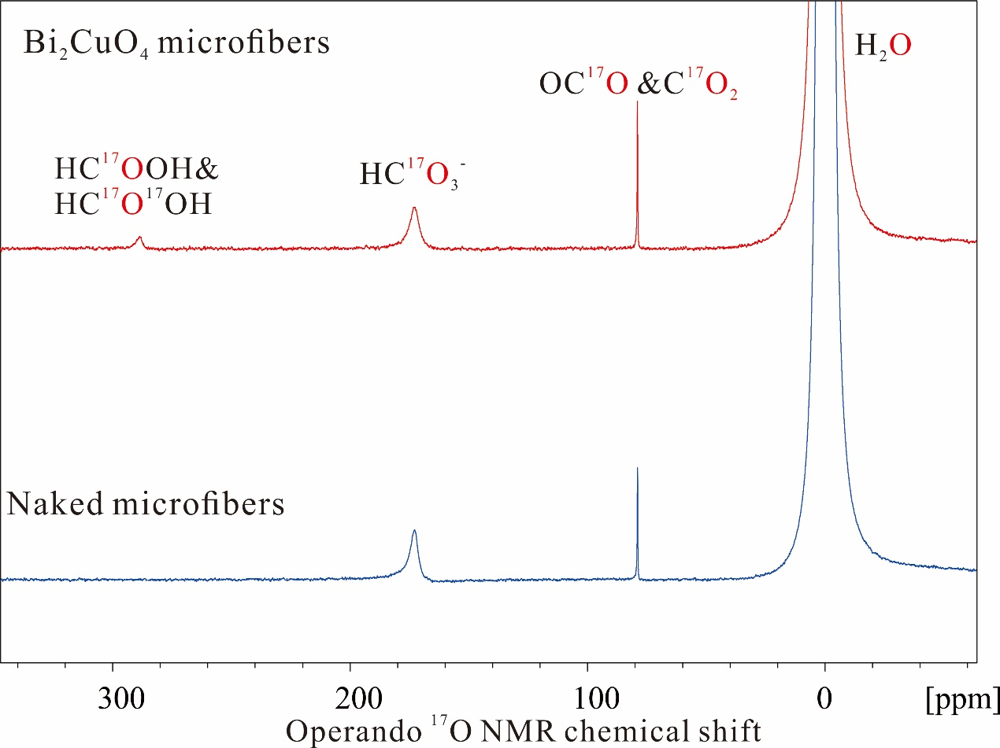 Bi₂CuO₄ microfibers
H₂O
OC¹⁷O &C¹⁷O₂
HC¹⁷OOH&
HC¹⁷O¹⁷OH
HC¹⁷O₃⁻
Naked microfibers
300 200 100 0 [ppm]
Operando ¹⁷O NMR chemical shift